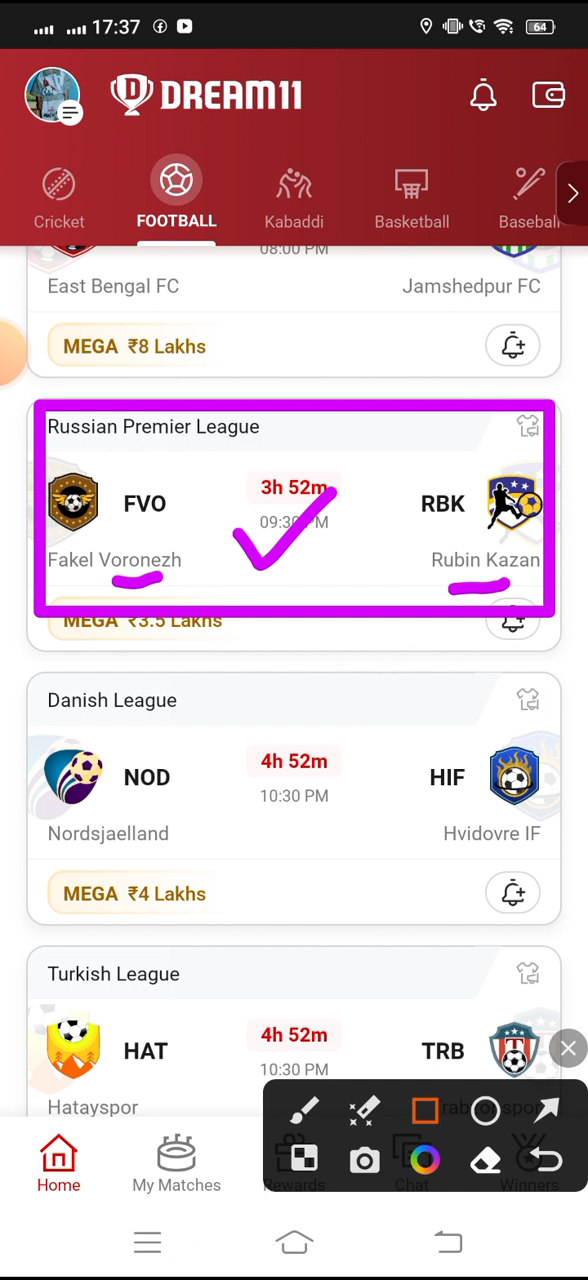 17:37
64
DREAM11
Cricket
FOOTBALL
Kabaddi
Basketball
Baseball
08:00 PM
East Bengal FC
Jamshedpur FC
MEGA ₹8 Lakhs
Russian Premier League
FVO
3h 52m
RBK
09:30 PM
Fakel Voronezh
Rubin Kazan
MEGA ₹3.5 Lakhs
Danish League
NOD
4h 52m
HIF
10:30 PM
Nordsjaelland
Hvidovre IF
MEGA ₹4 Lakhs
Turkish League
HAT
4h 52m
TRB
10:30 PM
Hatayspor
Home
My Matches
Rewards
Chat
Winners